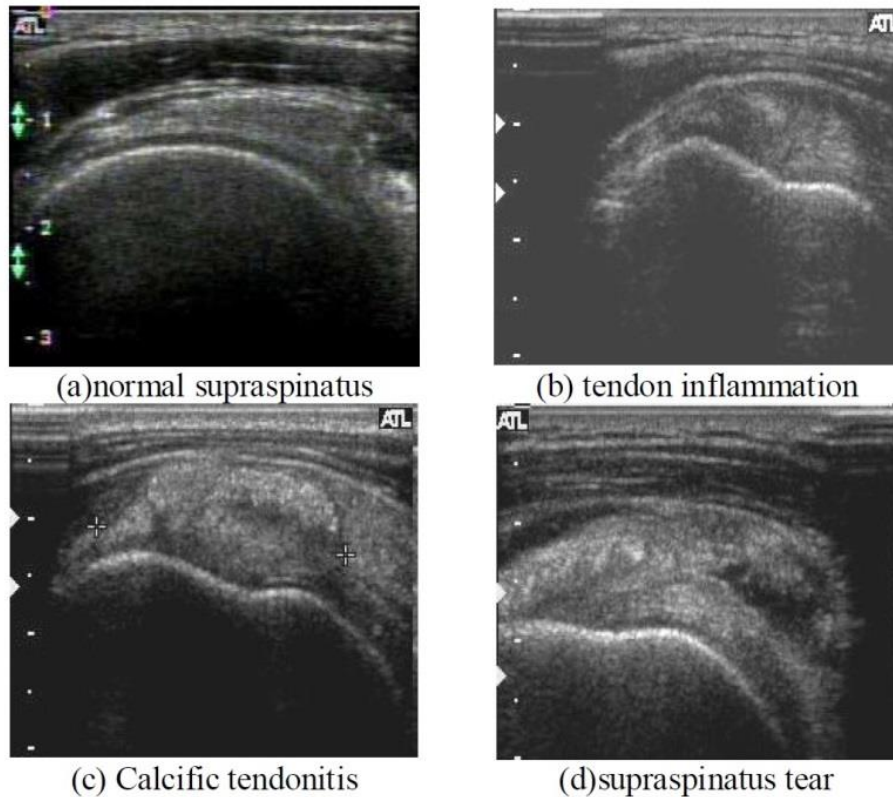 ATL
ATL
1
2
3
(a)normal supraspinatus
(b) tendon inflammation
ATL
ATL
(c) Calcific tendonitis
(d)supraspinatus tear